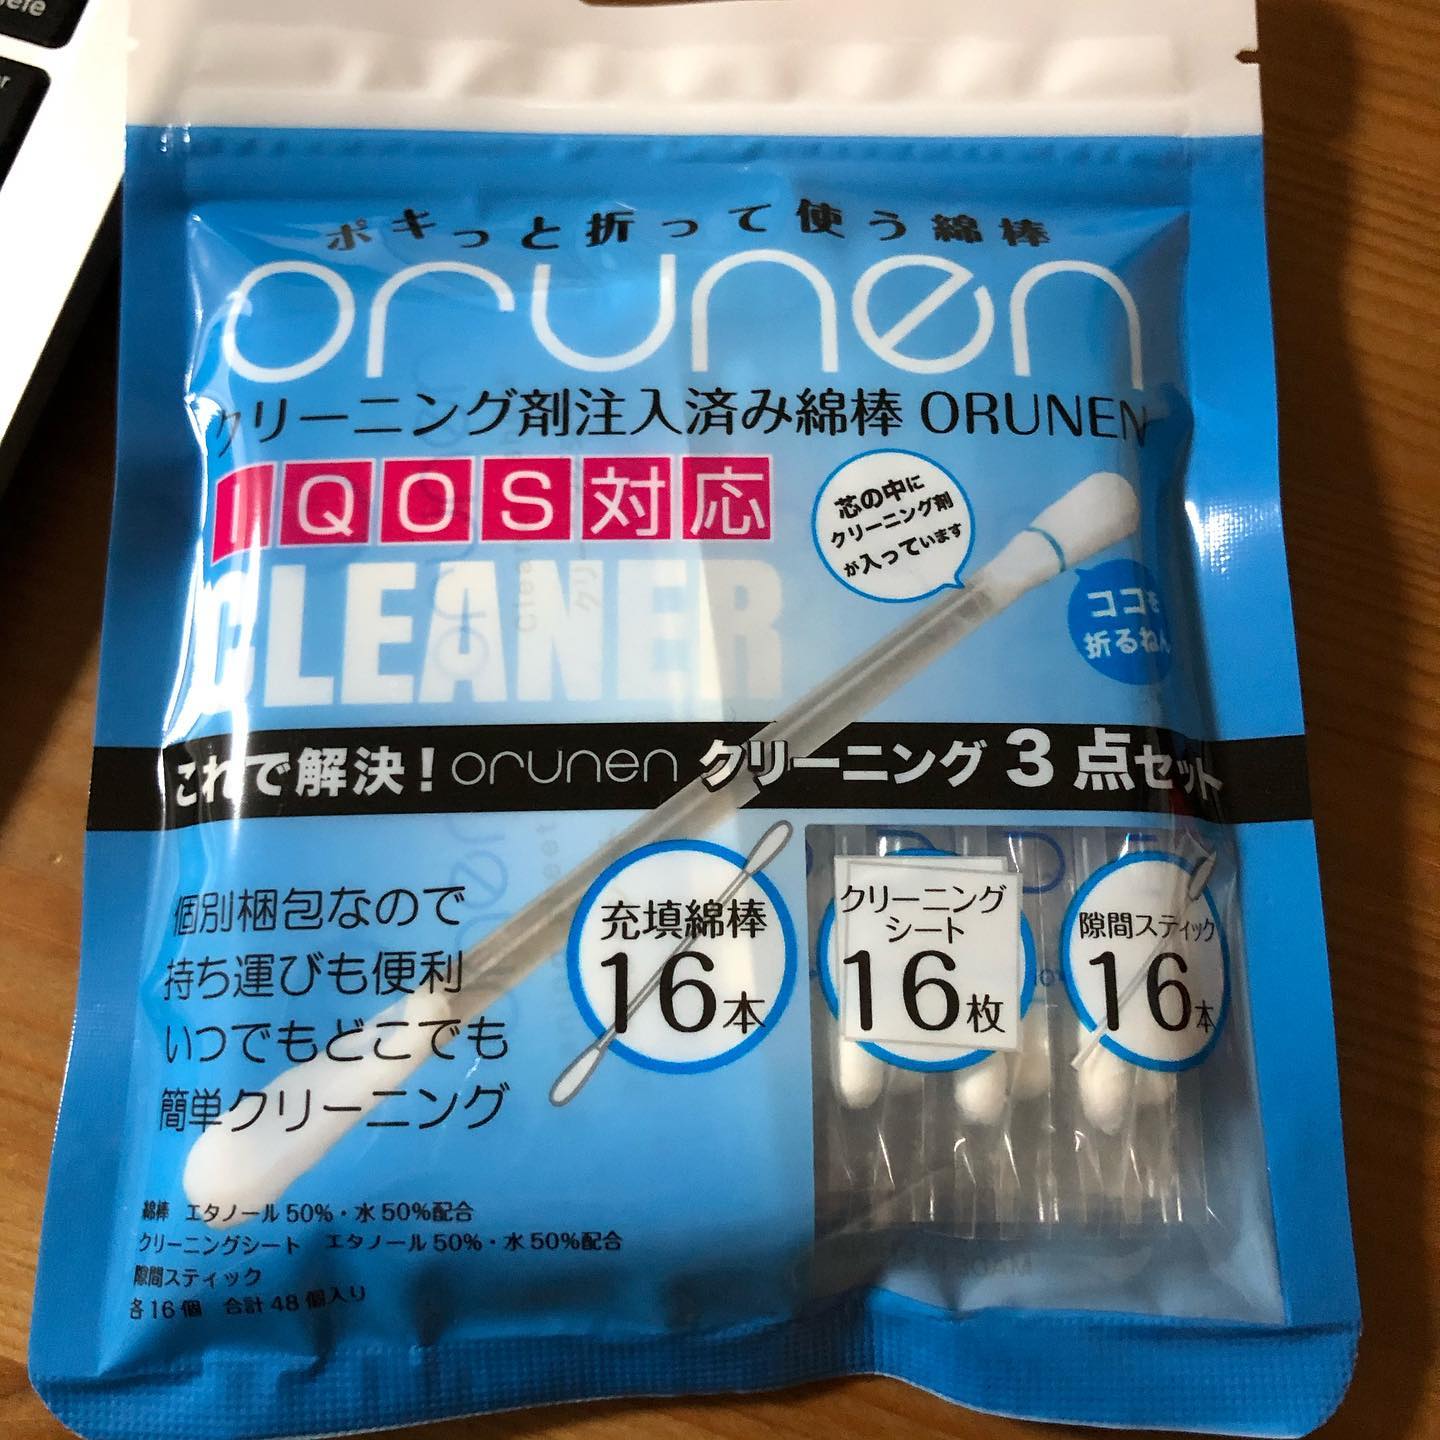 ポキっと折って使う綿棒
orunen
クリーニング剤注入済み綿棒 ORUNEN
IQOS対応
CLEANER
芯の中に
クリーニング剤
が入っています
ココを
折るねん
これで解決！orunen クリーニング3点セット
個別梱包なので
持ち運びも便利
いつでもどこでも
簡単クリーニング
充填綿棒
16本
クリーニング
シート
16枚
隙間スティック
16本
綿棒 エタノール50%・水50%配合
クリーニングシート エタノール50%・水50%配合
隙間スティック
各16個 合計48個入り